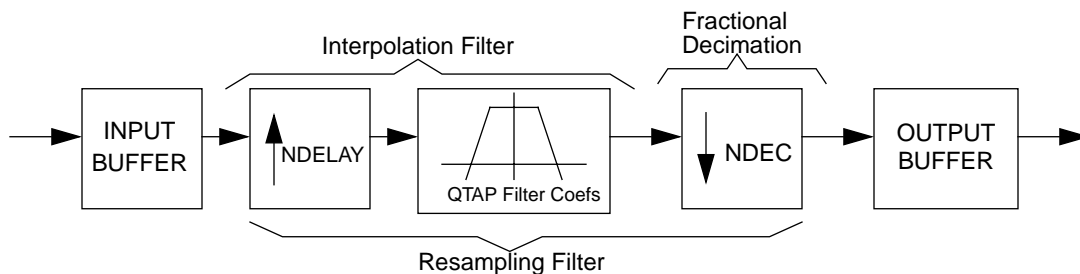 Fractional
Decimation
Interpolation Filter
INPUT
BUFFER
NDELAY
QTAP Filter Coefs
NDEC
OUTPUT
BUFFER
Resampling Filter